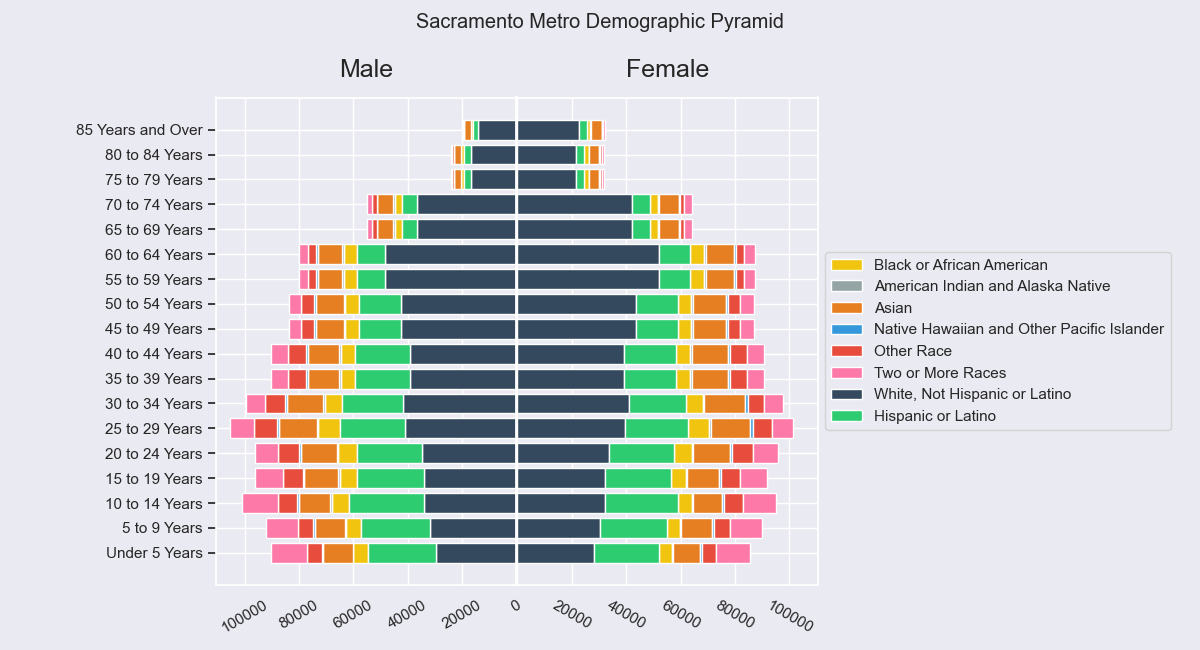 Sacramento Metro Demographic Pyramid
Male
Female
85 Years and Over
80 to 84 Years
75 to 79 Years
70 to 74 Years
65 to 69 Years
60 to 64 Years
55 to 59 Years
50 to 54 Years
45 to 49 Years
40 to 44 Years
35 to 39 Years
30 to 34 Years
25 to 29 Years
20 to 24 Years
15 to 19 Years
10 to 14 Years
5 to 9 Years
Under 5 Years
100000 80000 60000 40000 20000 0 20000 40000 60000 80000 100000
Black or African American
American Indian and Alaska Native
Asian
Native Hawaiian and Other Pacific Islander
Other Race
Two or More Races
White, Not Hispanic or Latino
Hispanic or Latino